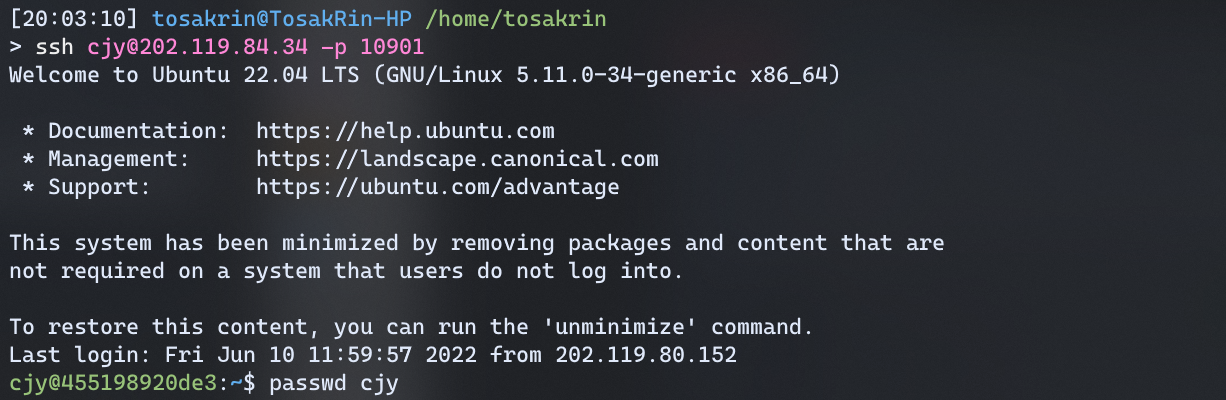 [20:03:10] tosakrin@TosakRin-HP /home/tosakrin
> ssh cjy@202.119.84.34 -p 10901
Welcome to Ubuntu 22.04 LTS (GNU/Linux 5.11.0-34-generic x86_64)
* Documentation: https://help.ubuntu.com
* Management: https://landscape.canonical.com
* Support: https://ubuntu.com/advantage
This system has been minimized by removing packages and content that are
not required on a system that users do not log into.
To restore this content, you can run the 'unminimize' command.
Last login: Fri Jun 10 11:59:57 2022 from 202.119.80.152
cjy@455198920de3:~$ passwd cjy